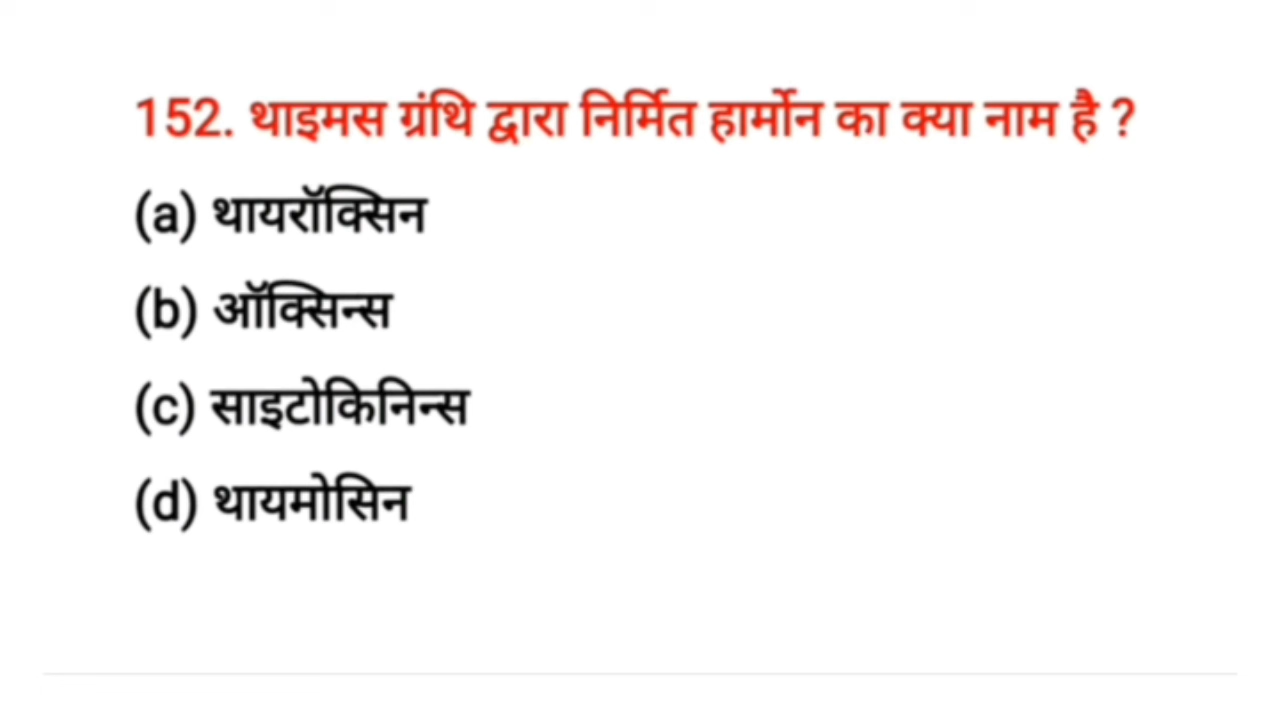 152. थाइमस ग्रंथि द्वारा निर्मित हार्मोन का क्या नाम है ?
(a) थायरॉक्सिन
(b) ऑक्सिन्स
(c) साइटोकिनिन्स
(d) थायमोसिन